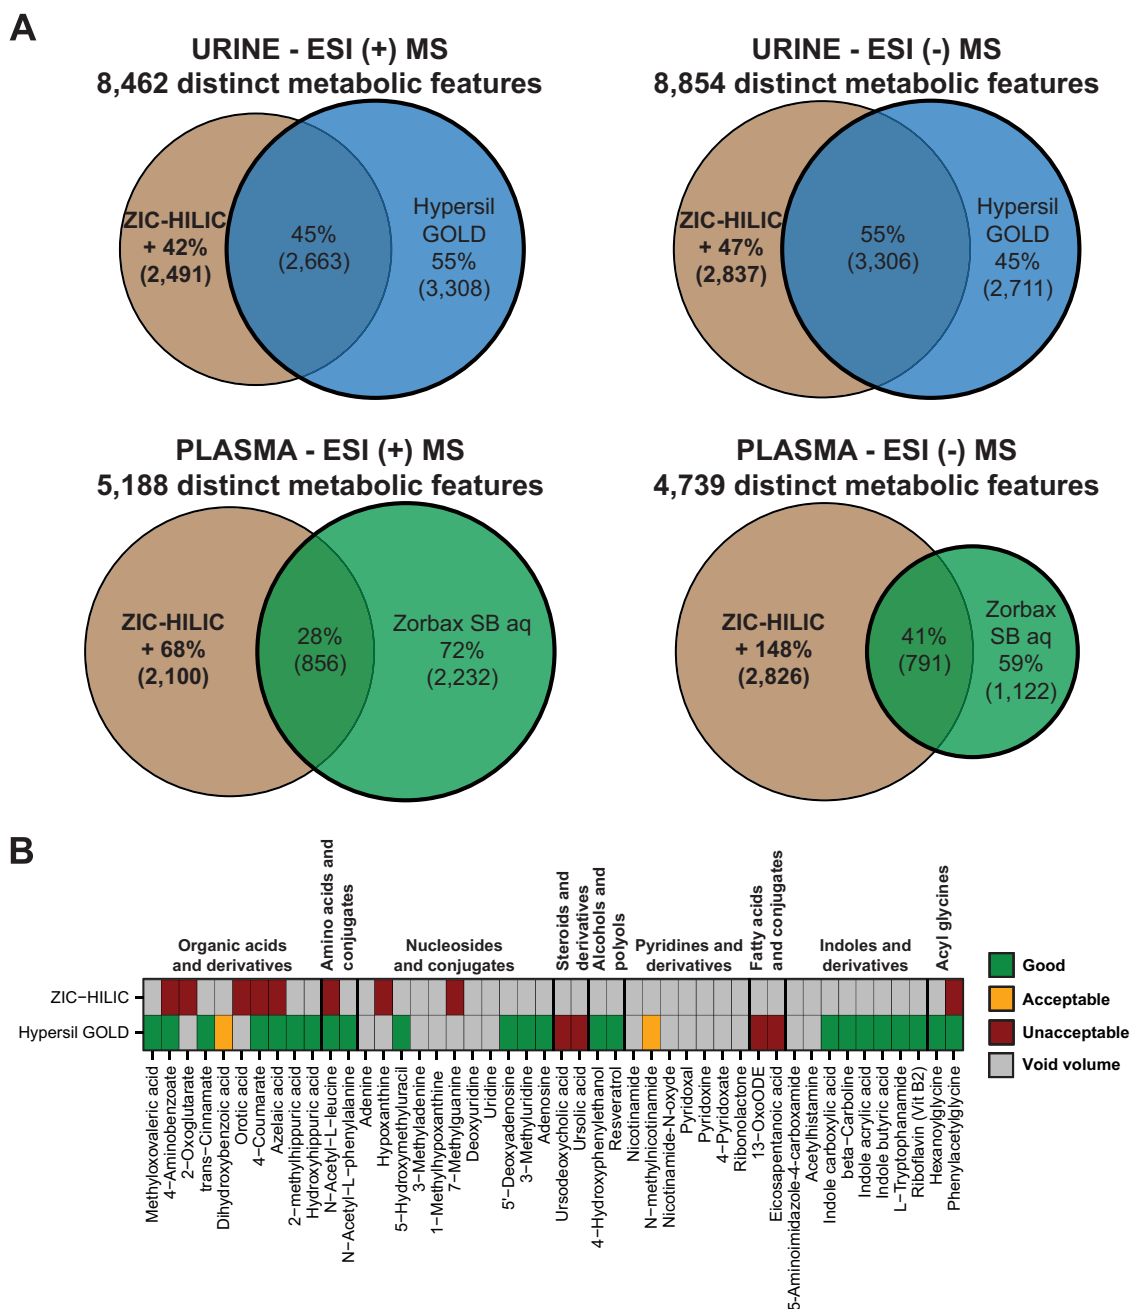 A
URINE - ESI (+) MS
8,462 distinct metabolic features
ZIC-HILIC
+ 42%
(2,491)
45%
(2,663)
Hypersil
GOLD
55%
(3,308)
URINE - ESI (-) MS
8,854 distinct metabolic features
ZIC-HILIC
+ 47%
(2,837)
55%
(3,306)
Hypersil
GOLD
45%
(2,711)
PLASMA - ESI (+) MS
5,188 distinct metabolic features
ZIC-HILIC
+ 68%
(2,100)
28%
(856)
Zorbax SB aq
72%
(2,232)
PLASMA - ESI (-) MS
4,739 distinct metabolic features
ZIC-HILIC
+ 148%
(2,826)
41%
(791)
Zorbax
SB aq
59%
(1,122)
B
Organic acids
and derivatives
Amino acids and
conjugates
Nucleosides
and conjugates
Steroids and
derivatives
Alcohols and
polyols
Pyridines and
derivatives
Fatty acids
and conjugates
Indoles and
derivatives
Acyl glycines
ZIC−HILIC
Hypersil GOLD
Good
Acceptable
Unacceptable
Void volume
Methyloxovaleric acid
4−Aminobenzoate
2−Oxoglutarate
trans−Cinnamate
Dihydroxybenzoic acid
Orotic acid
4−Coumarate
Azelaic acid
2−methylhippuric acid
Hydroxyhippuric acid
N−Acetyl−L−leucine
N−Acetyl−L−phenylalanine
Adenine
Hypoxanthine
5−Hydroxymethyluracil
3−Methyladenine
1−Methylhypoxanthine
7−Methylguanine
Deoxyuridine
Uridine
5'−Deoxyadenosine
3−Methyluridine
Adenosine
Ursodeoxycholic acid
Ursolic acid
4−Hydroxyphenylethanol
Resveratrol
Nicotinamide
N−methylnicotinamide
Nicotinamide−N−oxyde
Pyridoxal
Pyridoxine
4−Pyridoxate
Ribonolactone
13−OxoODE
Eicosapentanoic acid
5-Aminoimidazole-4-carboxamide
Acetylhistamine
Indole carboxylic acid
beta−Carboline
Indole acrylic acid
Indole butyric acid
L−Tryptophanamide
Riboflavin (Vit B2)
Hexanoylglycine
Phenylacetylglycine